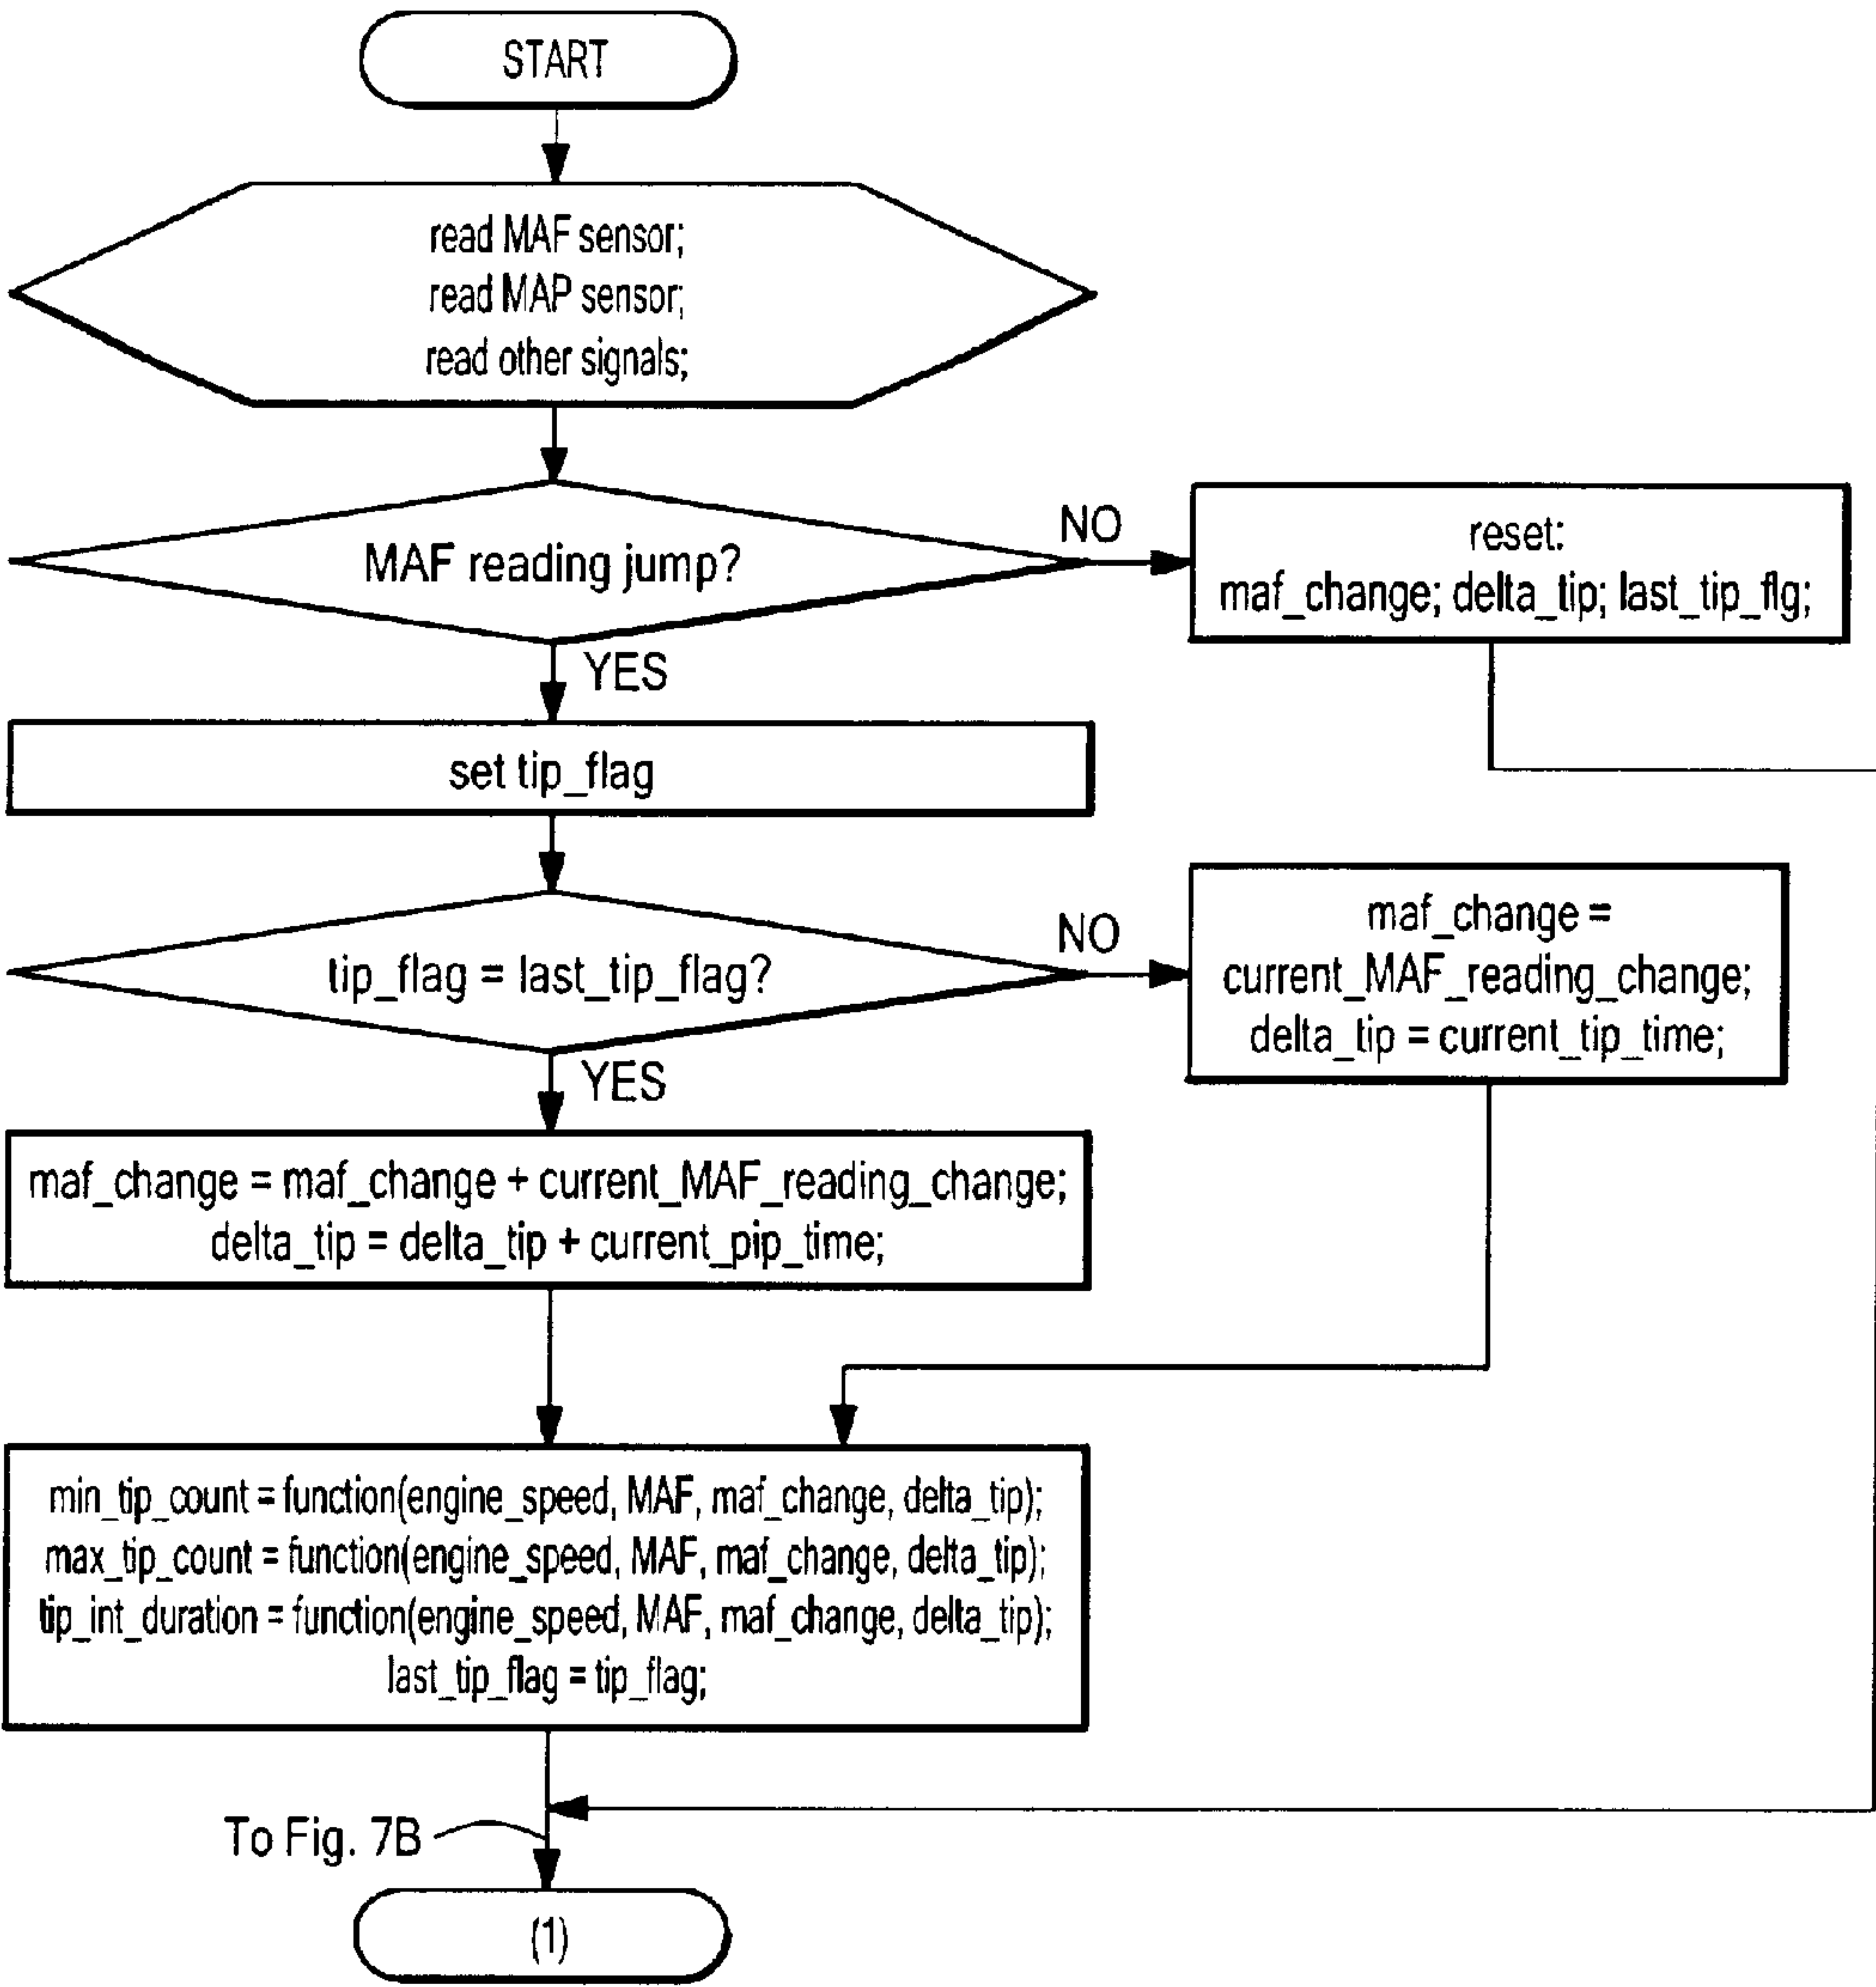 START
read MAF sensor;
read MAP sensor;
read other signals;
MAF reading jump?
NO
reset:
maf_change; delta_tip; last_tip_flg;
YES
set tip_flag
tip_flag = last_tip_flag?
NO
maf_change =
current_MAF_reading_change;
delta_tip = current_tip_time;
YES
maf_change = maf_change + current_MAF_reading_change;
delta_tip = delta_tip + current_pip_time;
min_tip_count = function(engine_speed, MAF, maf_change, delta_tip);
max_tip_count = function(engine_speed, MAF, maf_change, delta_tip);
tip_int_duration = function(engine_speed, MAF, maf_change, delta_tip);
last_tip_flag = tip_flag;
To Fig. 7B
(1)